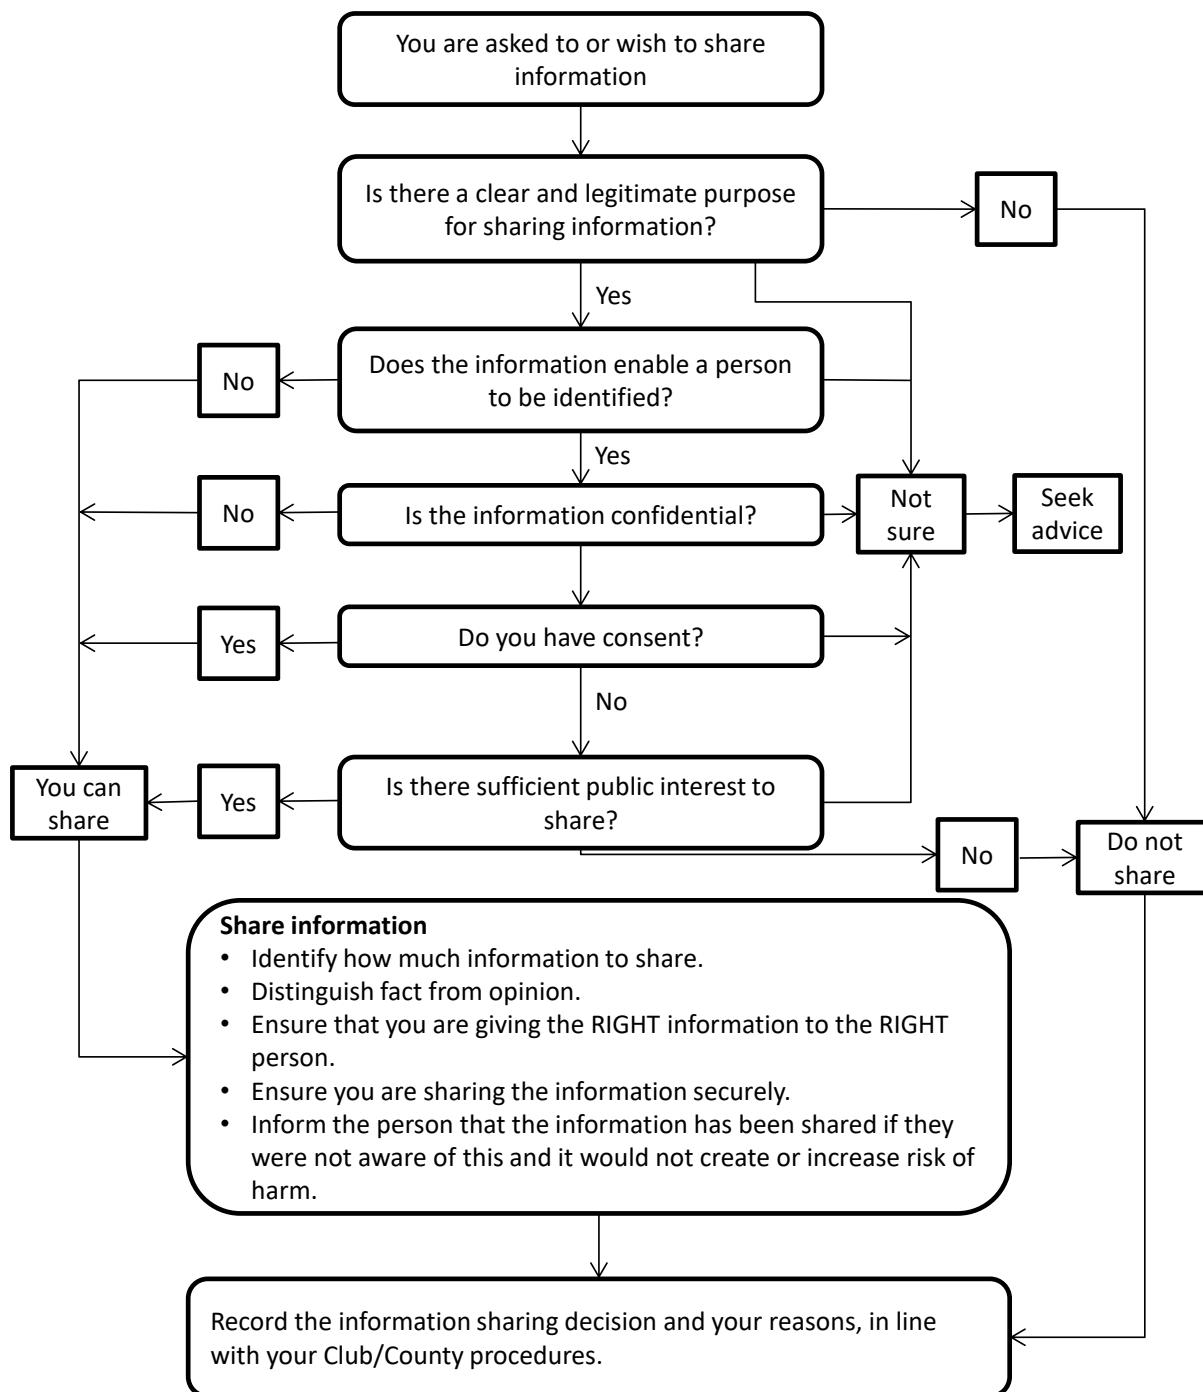 You are asked to or wish to share
information
Is there a clear and legitimate purpose
for sharing information?
No
Yes
Does the information enable a person
to be identified?
No
Yes
Is the information confidential?
No
Not
sure
Seek
advice
Do you have consent?
Yes
No
Is there sufficient public interest to
share?
Yes
You can
share
No
Do not
share
Share information
• Identify how much information to share.
• Distinguish fact from opinion.
• Ensure that you are giving the RIGHT information to the RIGHT
person.
• Ensure you are sharing the information securely.
• Inform the person that the information has been shared if they
were not aware of this and it would not create or increase risk of
harm.
Record the information sharing decision and your reasons, in line
with your Club/County procedures.